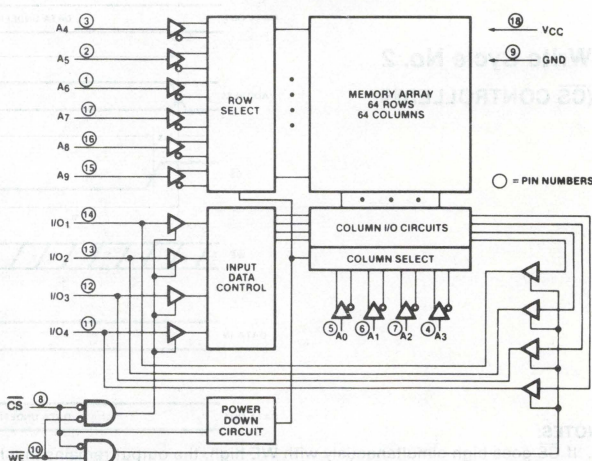 A4 3
A5 2
A6 1
A7 17
A8 16
A9 15
ROW
SELECT
MEMORY ARRAY
64 ROWS
64 COLUMNS
18 VCC
9 GND
= PIN NUMBERS
I/O1 14
I/O2 13
I/O3 12
I/O4 11
INPUT
DATA
CONTROL
COLUMN I/O CIRCUITS
COLUMN SELECT
5 A0 6 A1 7 A2 4 A3
CS 8
WE 10
POWER
DOWN
CIRCUIT